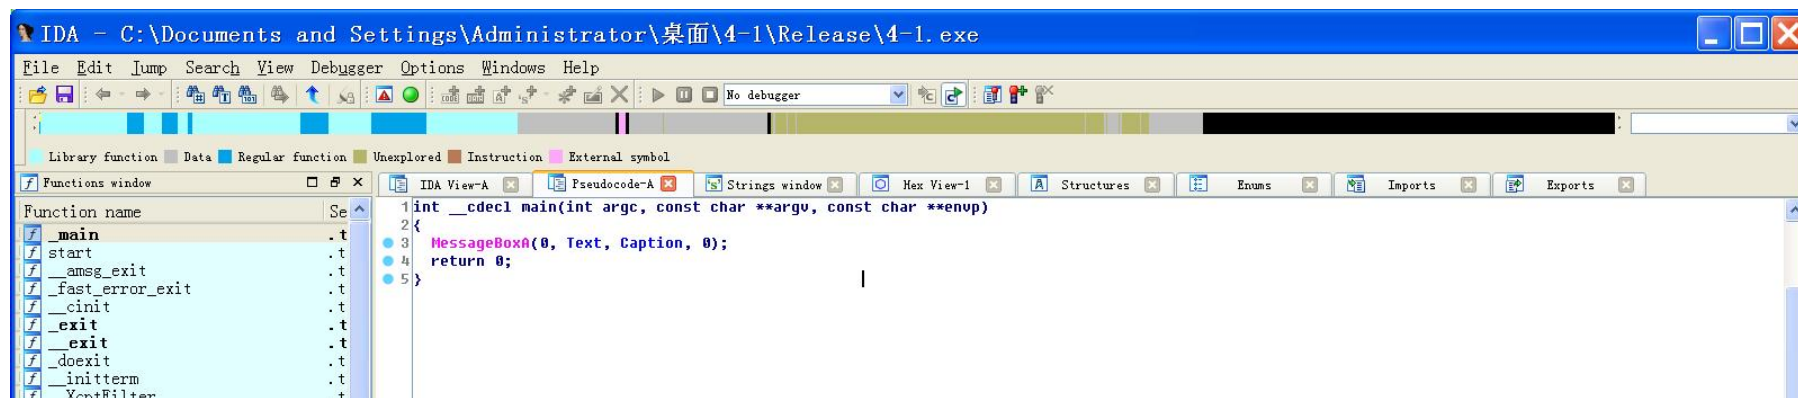 IDA - C:\Documents and Settings\Administrator\桌面\4-1\Release\4-1.exe
File Edit Jump Search View Debugger Options Windows Help
No debugger
Library function Data Regular function Unexplored Instruction External symbol
Functions window
IDA View-A Pseudocode-A Strings window Hex View-1 Structures Enums Imports Exports
Function name Se
_main .t
start .t
__amsg_exit .t
_fast_error_exit .t
__cinit .t
_exit .t
__exit .t
_doexit .t
__initterm .t
__XcptFilter .t
1 int __cdecl main(int argc, const char **argv, const char **envp)
2 {
3 MessageBoxA(0, Text, Caption, 0);
4 return 0;
5 }